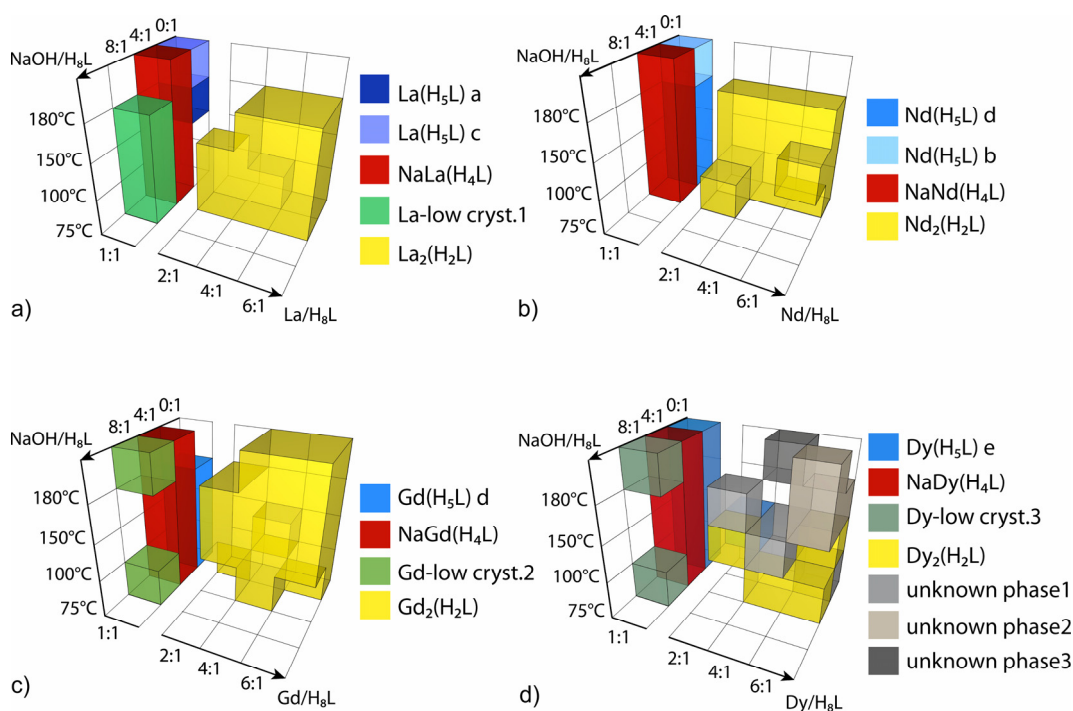 0:1
4:1
8:1
NaOH/H₈L
180°C
150°C
100°C
75°C
1:1
2:1
4:1
6:1
La/H₈L
La(H₅L) a
La(H₅L) c
NaLa(H₄L)
La-low cryst.1
La₂(H₂L)
a)
0:1
4:1
8:1
NaOH/H₈L
180°C
150°C
100°C
75°C
1:1
2:1
4:1
6:1
Nd/H₈L
Nd(H₅L) d
Nd(H₅L) b
NaNd(H₄L)
Nd₂(H₂L)
b)
0:1
4:1
8:1
NaOH/H₈L
180°C
150°C
100°C
75°C
1:1
2:1
4:1
6:1
Gd/H₈L
Gd(H₅L) d
NaGd(H₄L)
Gd-low cryst.2
Gd₂(H₂L)
c)
0:1
4:1
8:1
NaOH/H₈L
180°C
150°C
100°C
75°C
1:1
2:1
4:1
6:1
Dy/H₈L
Dy(H₅L) e
NaDy(H₄L)
Dy-low cryst.3
Dy₂(H₂L)
unknown phase1
unknown phase2
unknown phase3
d)